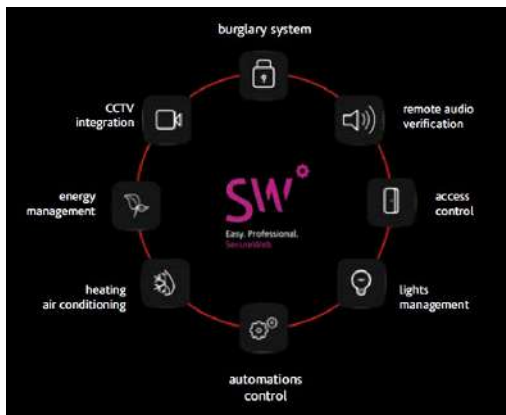 burglary system
CCTV
integration
remote audio
verification
energy
management
SW
Easy. Professional.
SecureWeb
access
control
heating
air conditioning
lights
management
automations
control